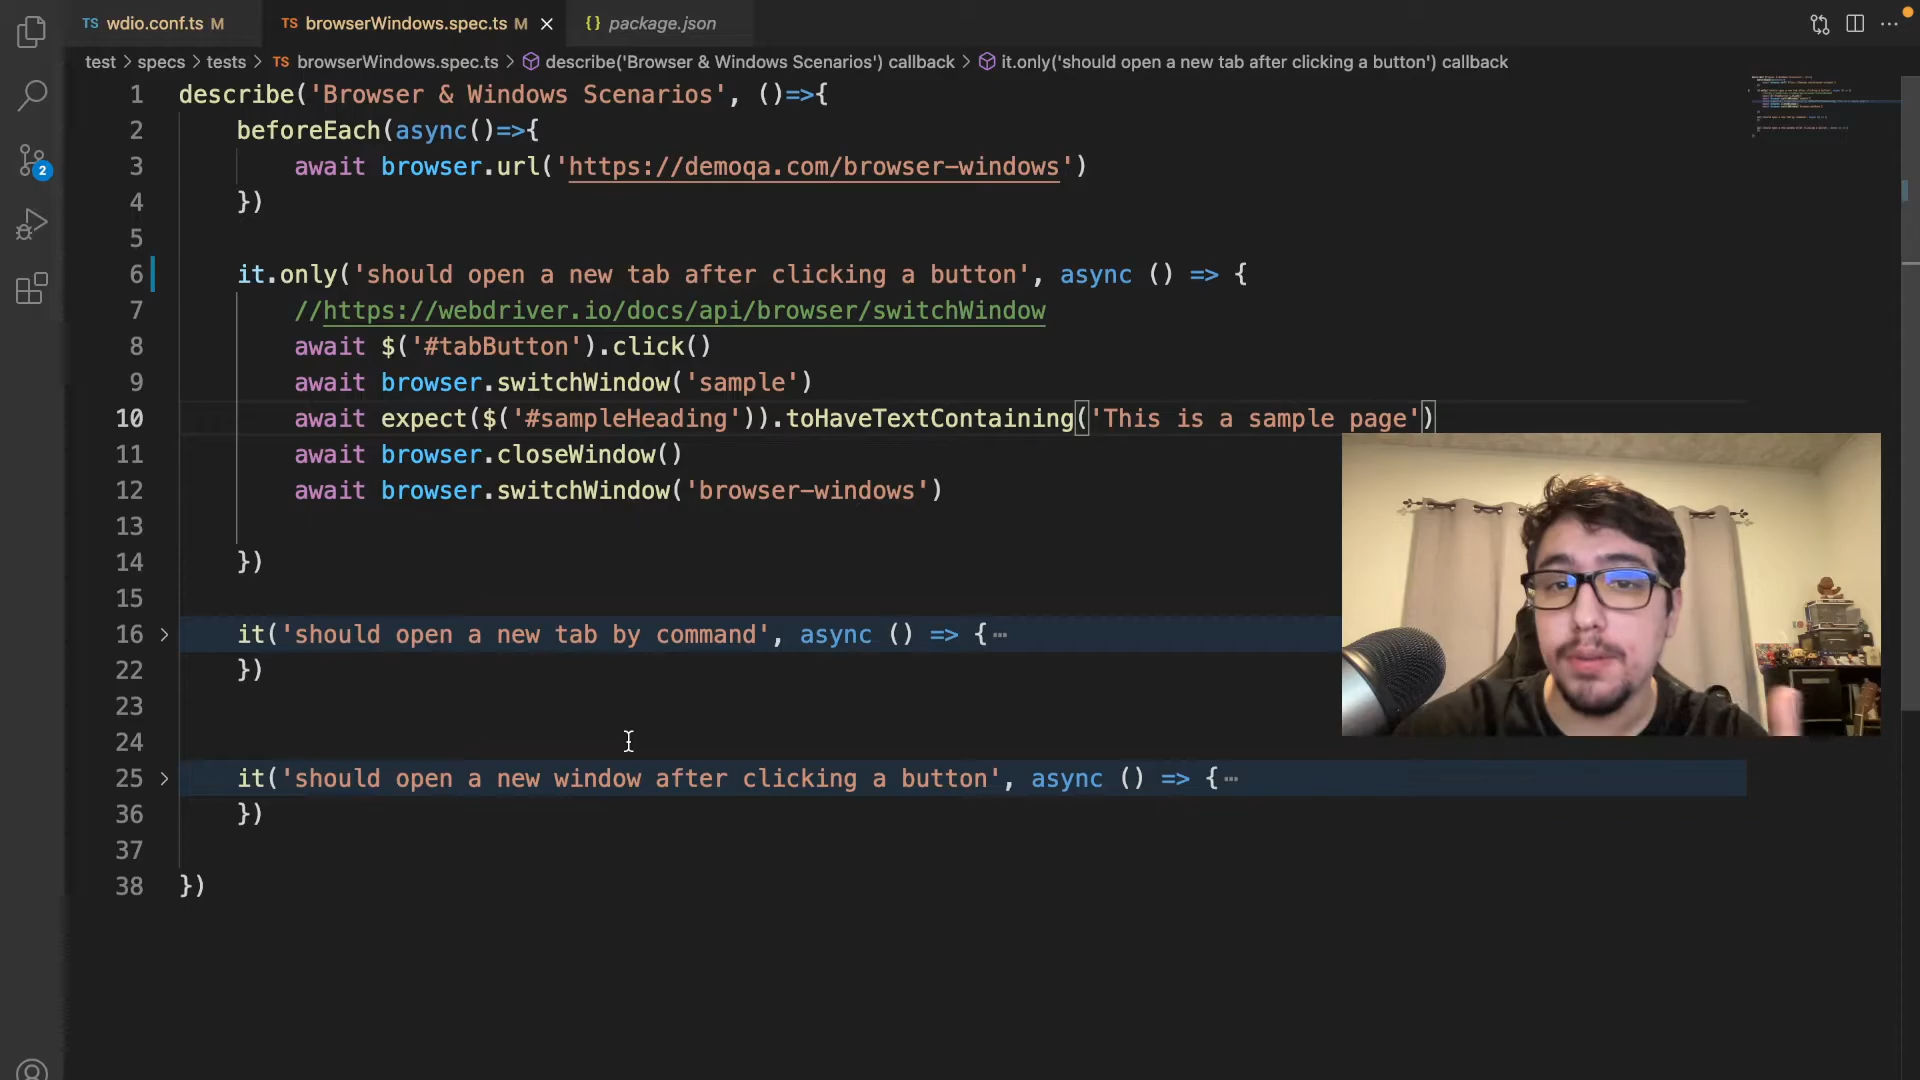 TS wdio.conf.ts M TS browserWindows.spec.ts M × {} package.json
test > specs > tests > TS browserWindows.spec.ts > describe('Browser & Windows Scenarios') callback > it.only('should open a new tab after clicking a button') callback
1 describe('Browser & Windows Scenarios', ()=>{
2 beforeEach(async()=>{
3 await browser.url('https://demoqa.com/browser-windows')
4 })
5
6 it.only('should open a new tab after clicking a button', async () => {
7 //https://webdriver.io/docs/api/browser/switchWindow
8 await $('#tabButton').click()
9 await browser.switchWindow('sample')
10 await expect($('#sampleHeading')).toHaveTextContaining('This is a sample page')
11 await browser.closeWindow()
12 await browser.switchWindow('browser-windows')
13
14 })
15
16 > it('should open a new tab by command', async () => {⋯
22 })
23
24
25 > it('should open a new window after clicking a button', async () => {⋯
36 })
37
38 })
2